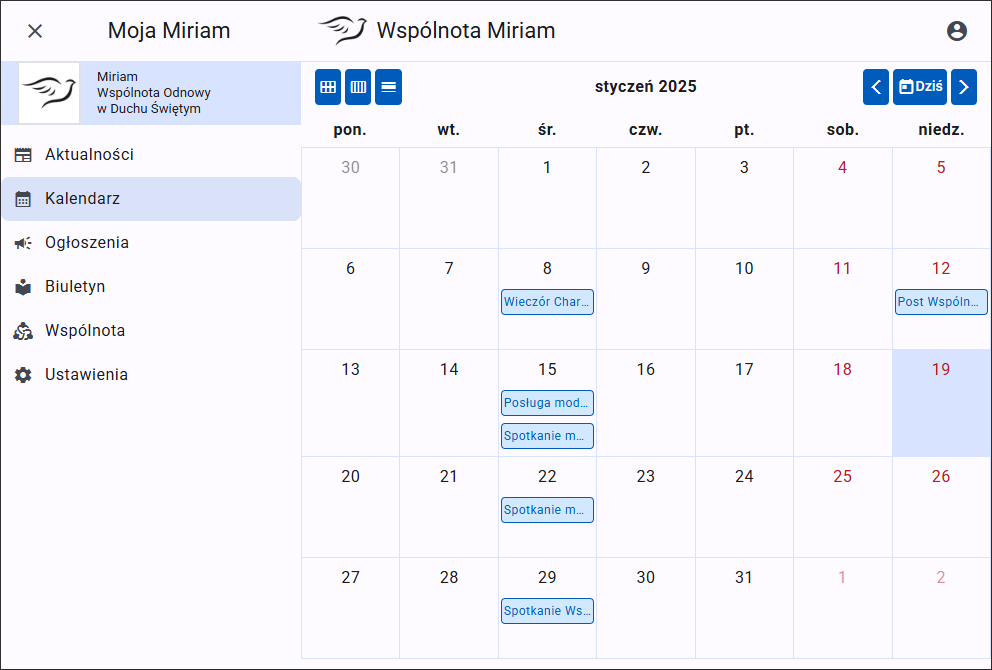 Moja Miriam
Wspólnota Miriam
Miriam
Wspólnota Odnowy
w Duchu Świętym
Aktualności
Kalendarz
Ogłoszenia
Biuletyn
Wspólnota
Ustawienia
styczeń 2025
Dziś
pon. wt. śr. czw. pt. sob. niedz.
30 31 1 2 3 4 5
6 7 8 9 10 11 12
Wieczór Char... Post Wspóln...
13 14 15 16 17 18 19
Posługa mod...
Spotkanie m...
20 21 22 23 24 25 26
Spotkanie m...
27 28 29 30 31 1 2
Spotkanie Ws...